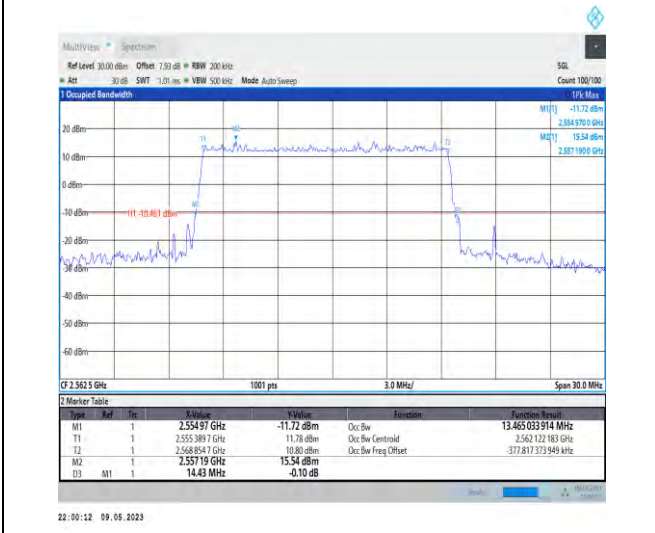 MultiView Spectrum
Ref Level 30.00 dBm Offset 7.93 dB RBW 200 kHz SGL
Att 30 dB SWT 1.01 ms VBW 500 kHz Mode Auto Sweep Count 100/100
1 Occupied Bandwidth 1Pk Max
M1[1] -11.72 dBm
2.554 970 0 GHz
M2[1] 15.54 dBm
2.557 190 0 GHz
20 dBm
T1 M2 T2
10 dBm
0 dBm
M1
-10 dBm H1 -10.461 dBm
-20 dBm
-30 dBm
-40 dBm
-50 dBm
-60 dBm
CF 2.562 5 GHz 1001 pts 3.0 MHz/ Span 30.0 MHz
2 Marker Table
Type Ref Trc X-Value Y-Value Function Function Result
M1 1 2.554 97 GHz -11.72 dBm Occ Bw 13.465 033 914 MHz
T1 1 2.555 389 7 GHz 11.78 dBm Occ Bw Centroid 2.562 122 183 GHz
T2 1 2.568 854 7 GHz 10.80 dBm Occ Bw Freq Offset -377.817 373 949 kHz
M2 1 2.557 19 GHz 15.54 dBm
D3 M1 1 14.43 MHz -0.10 dB
22:00:12 09.05.2023